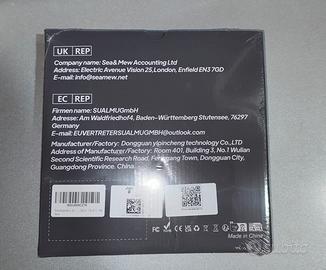 UK REP
Company name: Sea& Mew Accounting Ltd
Address: Electric Avenue Vision 25,London, Enfield EN3 7GD
E-mail: info@seamew.net
EC REP
Firmen name: SUALMUGmbH
Address: Am Waldfriedhof4, Baden-Württemberg Stutensee, 76297
Germany
E-mail: EUVERTRETERSUALMUGMBH@outlook.com
Manufacturer/Factory: Dongguan yipincheng technology Co.,LTD
Address of Manufacturer/Factory: Room 401, Building 3, No.1 Wulian
Second Scientific Research Road, Fenggang Town, Dongguan City,
Guangdong Province. China.
Made in China
subito